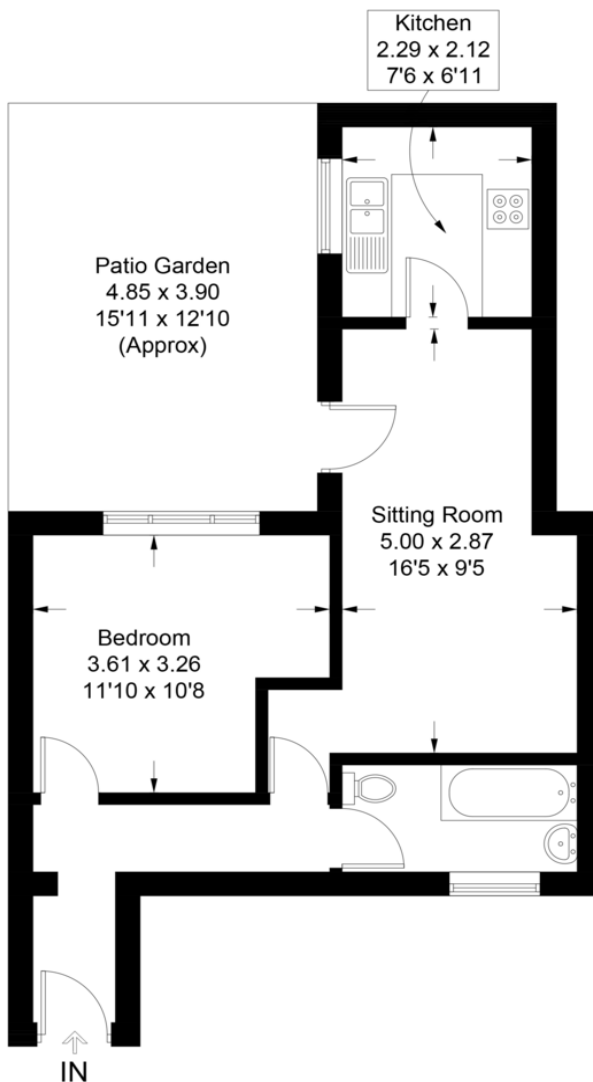 Kitchen
2.29 x 2.12
7'6 x 6'11
Patio Garden
4.85 x 3.90
15'11 x 12'10
(Approx)
Sitting Room
5.00 x 2.87
16'5 x 9'5
Bedroom
3.61 x 3.26
11'10 x 10'8
IN